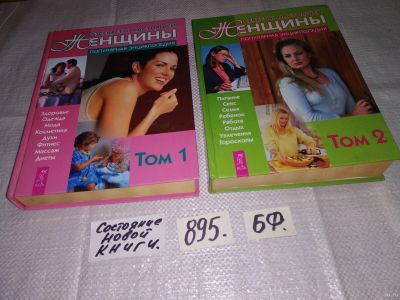 Женщины
ПОПУЛЯРНАЯ ЭНЦИКЛОПЕДИЯ
Здоровье
Одежда
Мода
Косметика
Духи
Фитнес
Массаж
Диеты
Том 1
Женщины
ПОПУЛЯРНАЯ ЭНЦИКЛОПЕДИЯ
Питание
Секс
Семья
Ребенок
Работа
Отдых
Увлечения
Гороскопы
Том 2
Состояние
новой
книги.
895.
БФ.